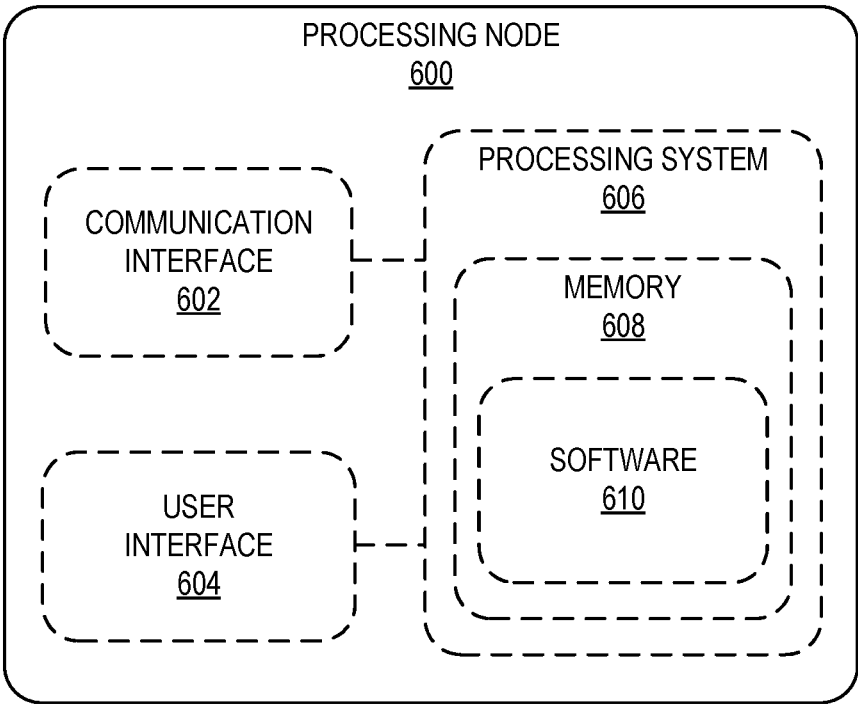 PROCESSING NODE
600
COMMUNICATION
INTERFACE
602
USER
INTERFACE
604
PROCESSING SYSTEM
606
MEMORY
608
SOFTWARE
610